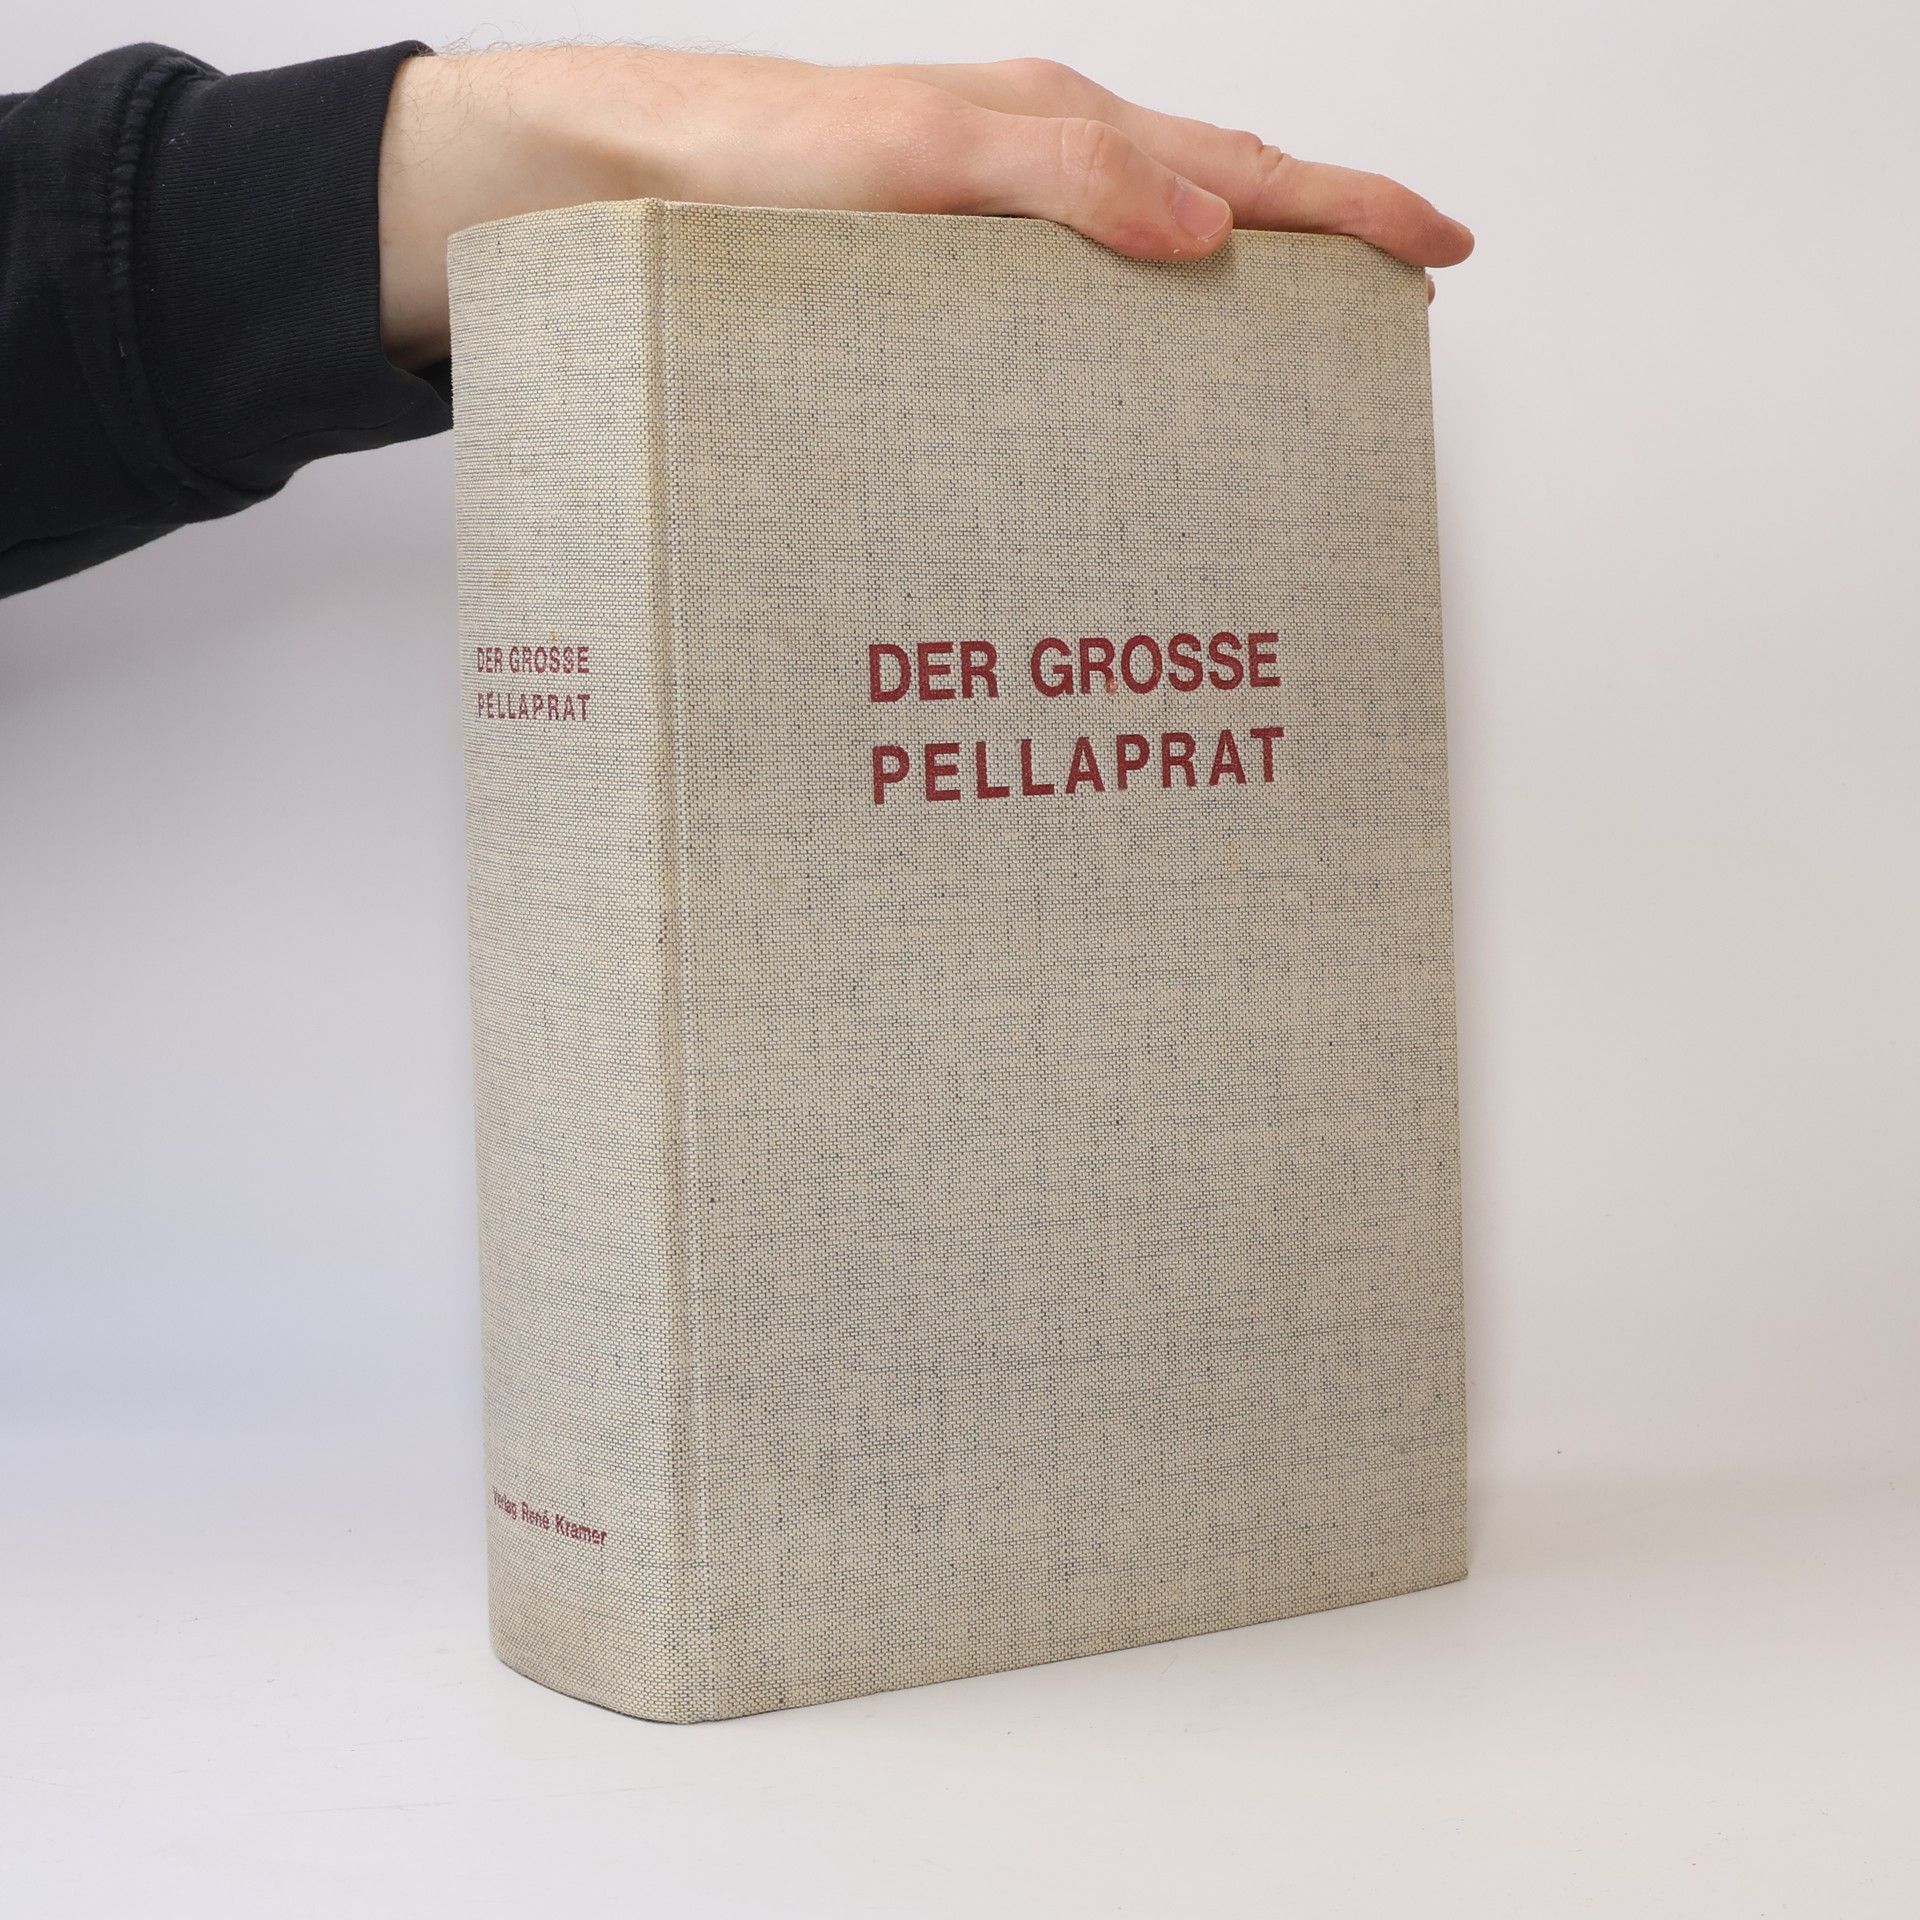 DER GROSSE
PELLAPRAT
Verlag René Kramer
DER GROSSE
PELLAPRAT